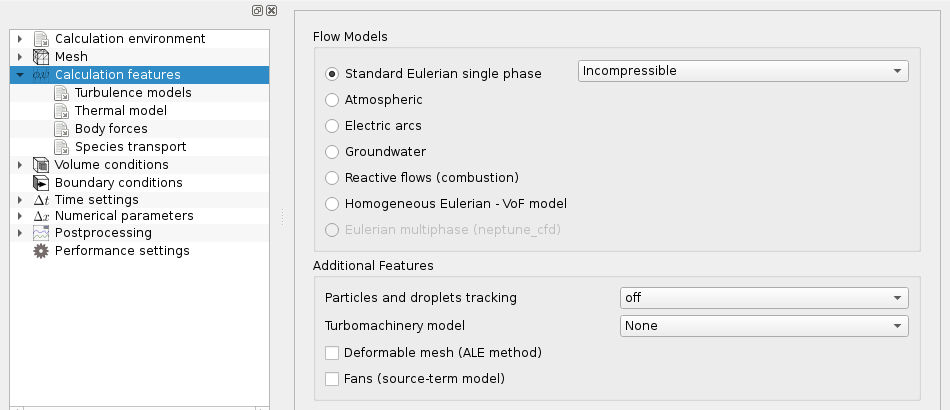 Calculation environment
Mesh
Calculation features
Turbulence models
Thermal model
Body forces
Species transport
Volume conditions
Boundary conditions
Δt Time settings
Δx Numerical parameters
Postprocessing
Performance settings
Flow Models
Standard Eulerian single phase Incompressible
Atmospheric
Electric arcs
Groundwater
Reactive flows (combustion)
Homogeneous Eulerian - VoF model
Eulerian multiphase (neptune_cfd)
Additional Features
Particles and droplets tracking off
Turbomachinery model None
Deformable mesh (ALE method)
Fans (source-term model)